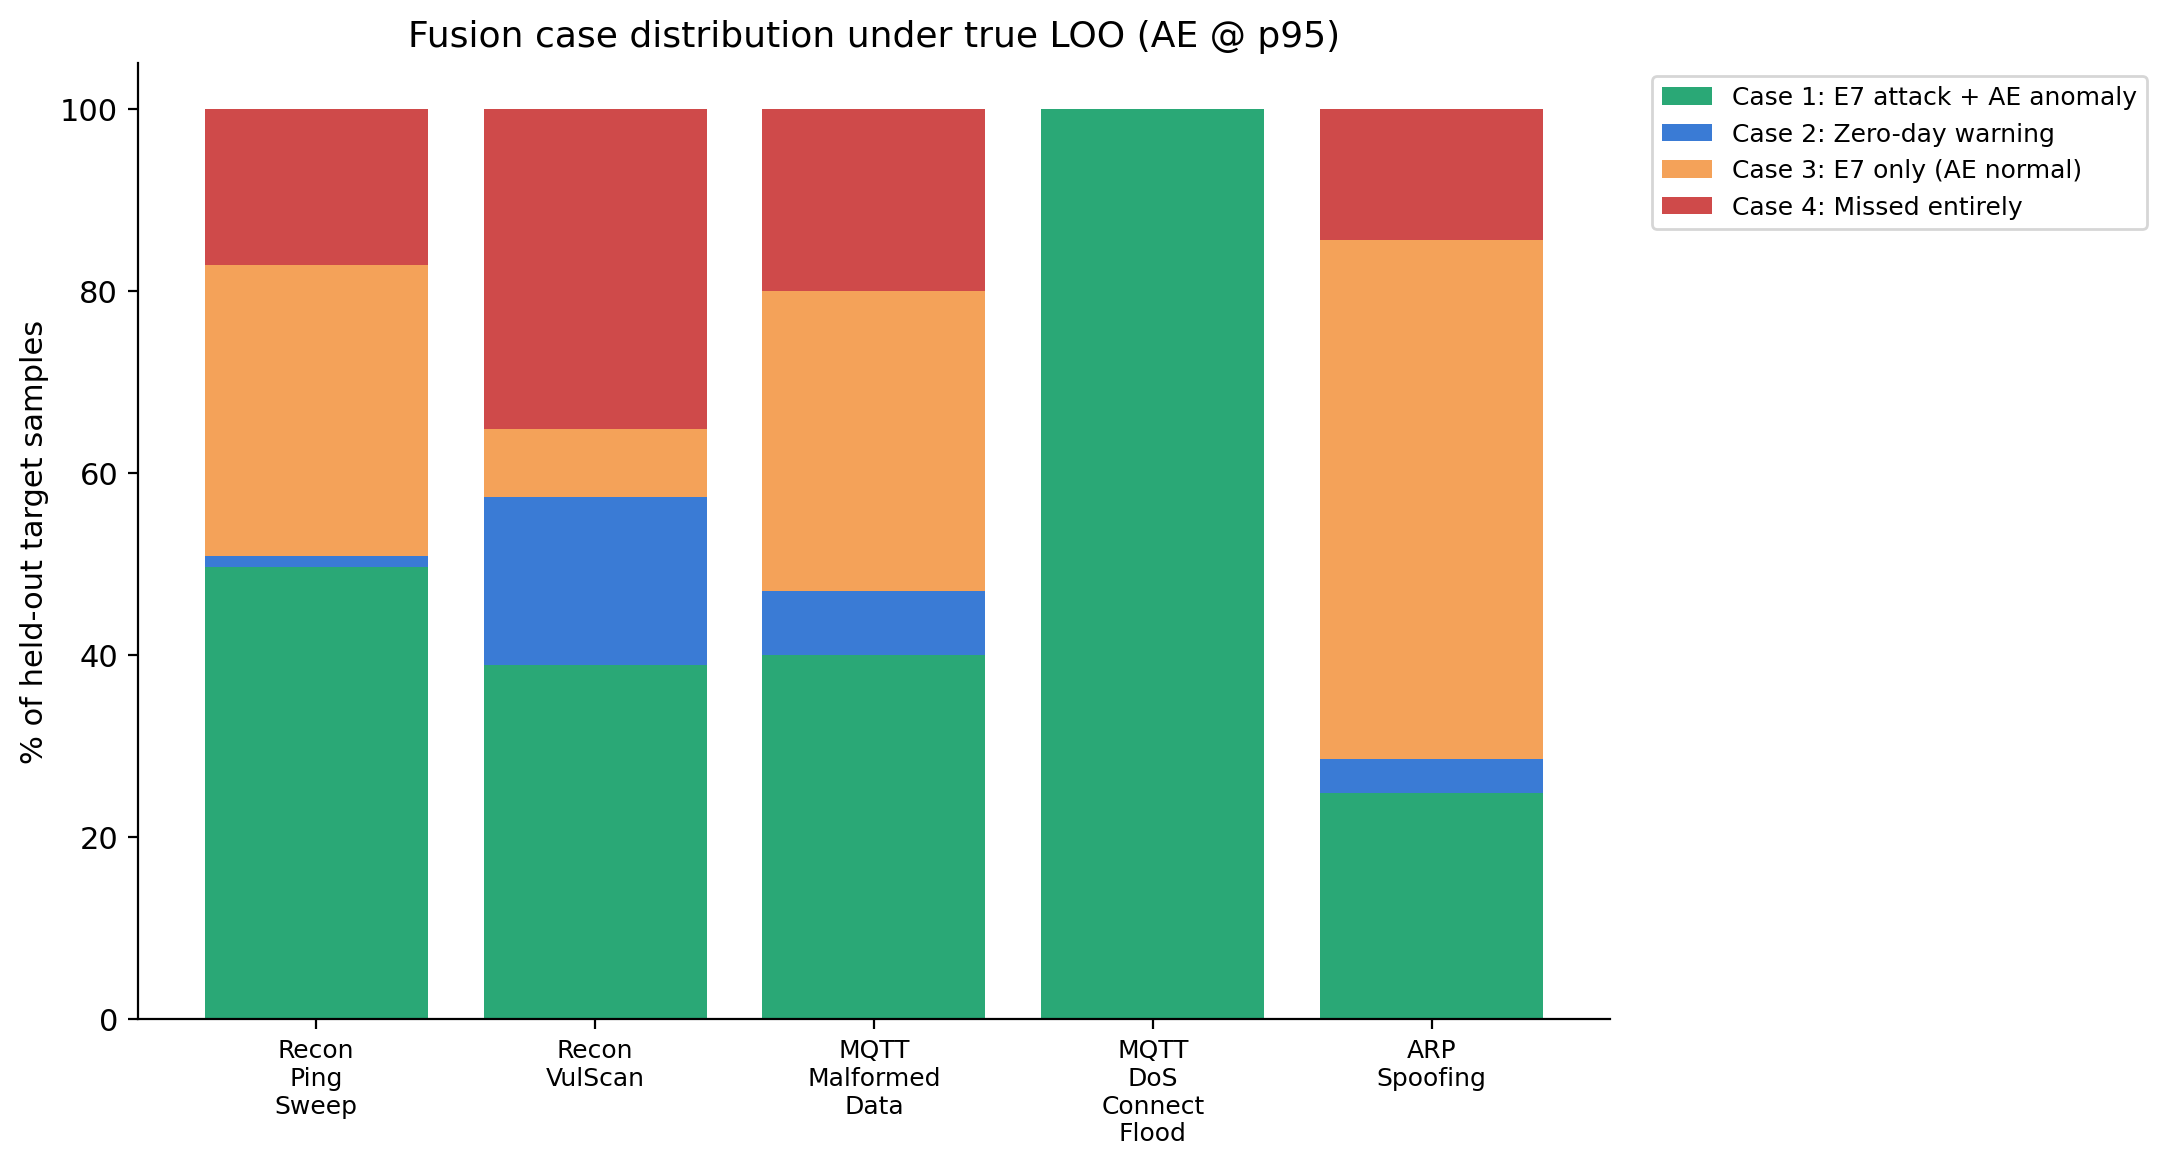 Fusion case distribution under true LOO (AE @ p95)
Case 1: E7 attack + AE anomaly
Case 2: Zero-day warning
Case 3: E7 only (AE normal)
Case 4: Missed entirely
% of held-out target samples
100
80
60
40
20
0
Recon
Ping
Sweep
Recon
VulScan
MQTT
Malformed
Data
MQTT
DoS
Connect
Flood
ARP
Spoofing